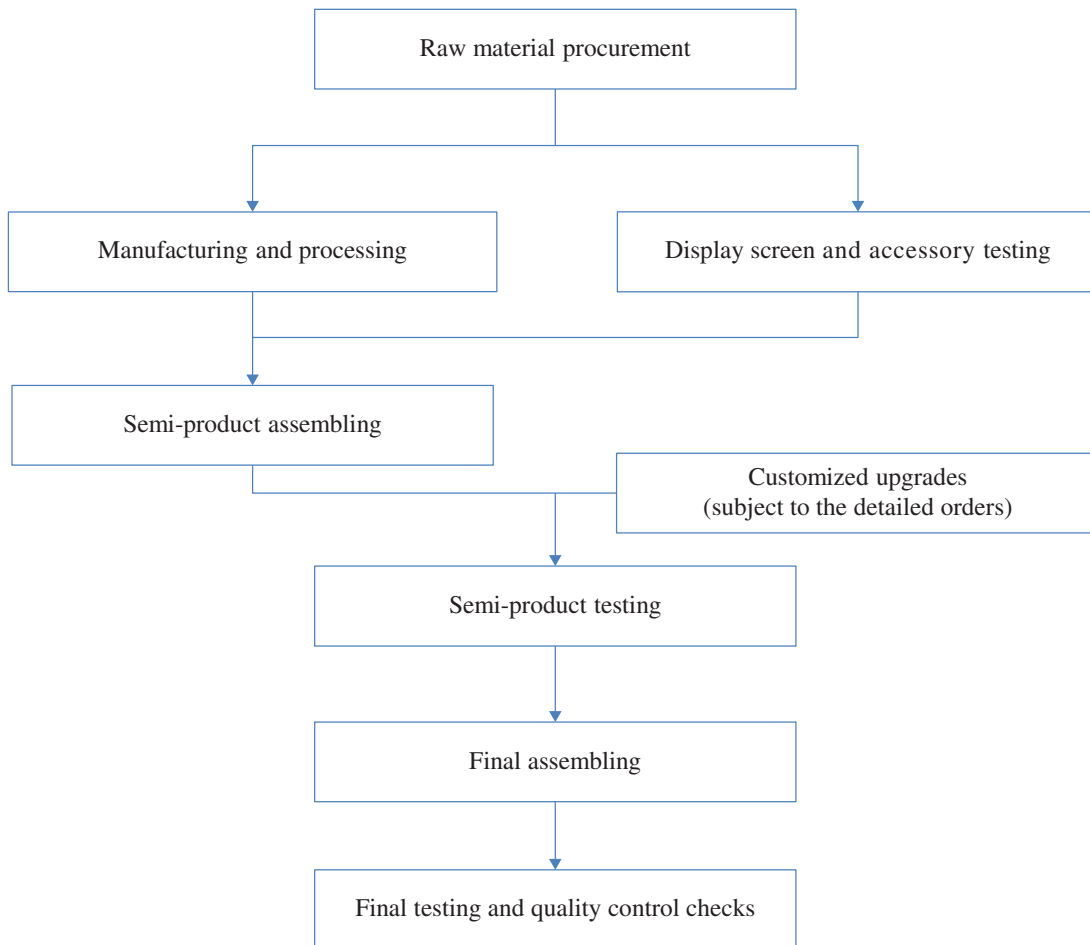 Raw material procurement
Manufacturing and processing
Display screen and accessory testing
Semi-product assembling
Customized upgrades
(subject to the detailed orders)
Semi-product testing
Final assembling
Final testing and quality control checks